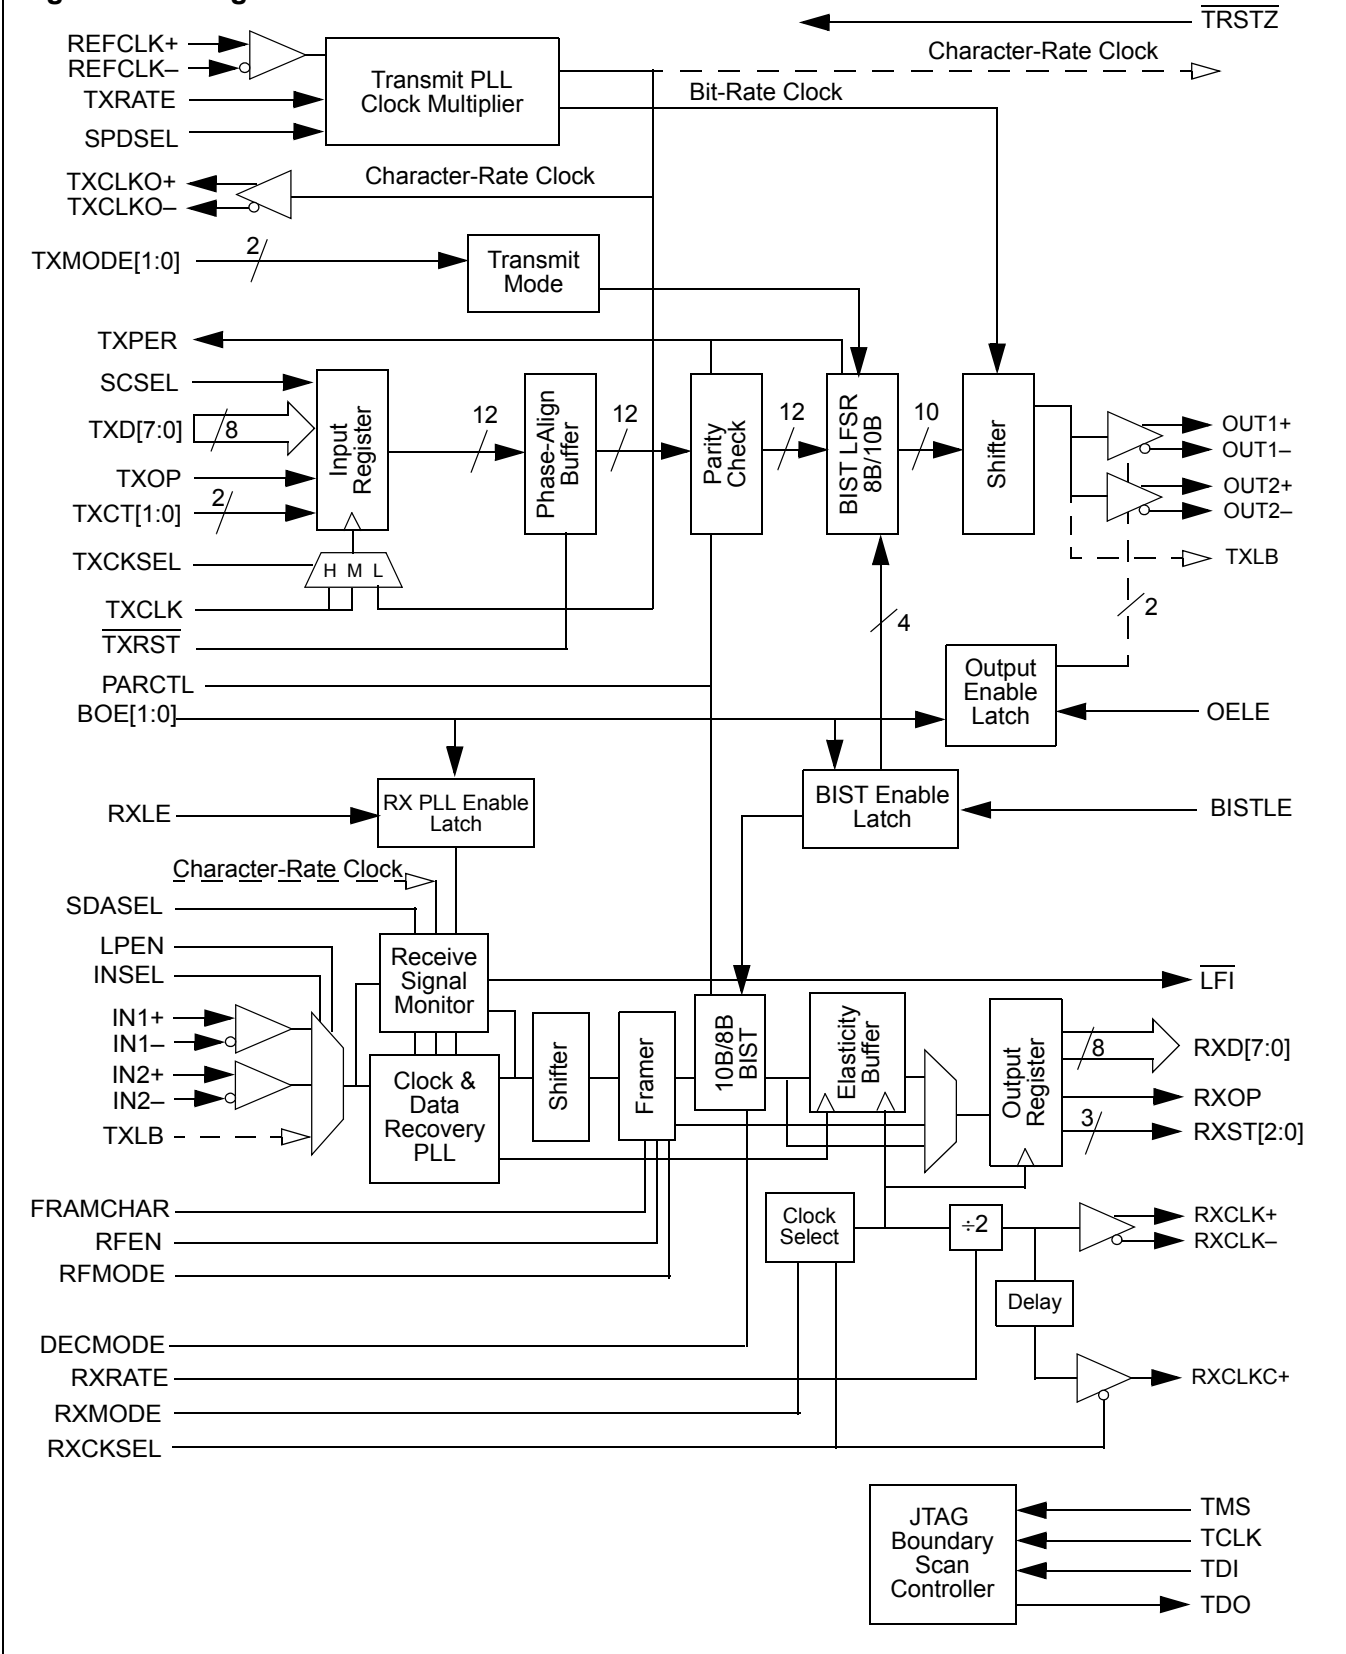 TRSTZ
REFCLK+
REFCLK–
TXRATE
SPDSEL
Transmit PLL
Clock Multiplier
Character-Rate Clock
Bit-Rate Clock
TXCLKO+
TXCLKO–
Character-Rate Clock
TXMODE[1:0]
2
Transmit
Mode
TXPER
SCSEL
TXD[7:0]
8
TXOP
TXCT[1:0]
2
Input
Register
12
Phase-Align
Buffer
12
Parity
Check
12
BIST LFSR
8B/10B
10
Shifter
OUT1+
OUT1–
OUT2+
OUT2–
TXLB
TXCKSEL
H M L
TXCLK
TXRST
4
2
PARCTL
BOE[1:0]
Output
Enable
Latch
OELE
RXLE
RX PLL Enable
Latch
BIST Enable
Latch
BISTLE
Character-Rate Clock
SDASEL
LPEN
INSEL
Receive
Signal
Monitor
LFI
IN1+
IN1–
IN2+
IN2–
TXLB
Clock &
Data
Recovery
PLL
Shifter
Framer
10B/8B
BIST
Elasticity
Buffer
Output
Register
8
RXD[7:0]
RXOP
3
RXST[2:0]
FRAMCHAR
RFEN
RFMODE
Clock
Select
÷2
RXCLK+
RXCLK–
Delay
DECMODE
RXRATE
RXCLKC+
RXMODE
RXCKSEL
JTAG
Boundary
Scan
Controller
TMS
TCLK
TDI
TDO